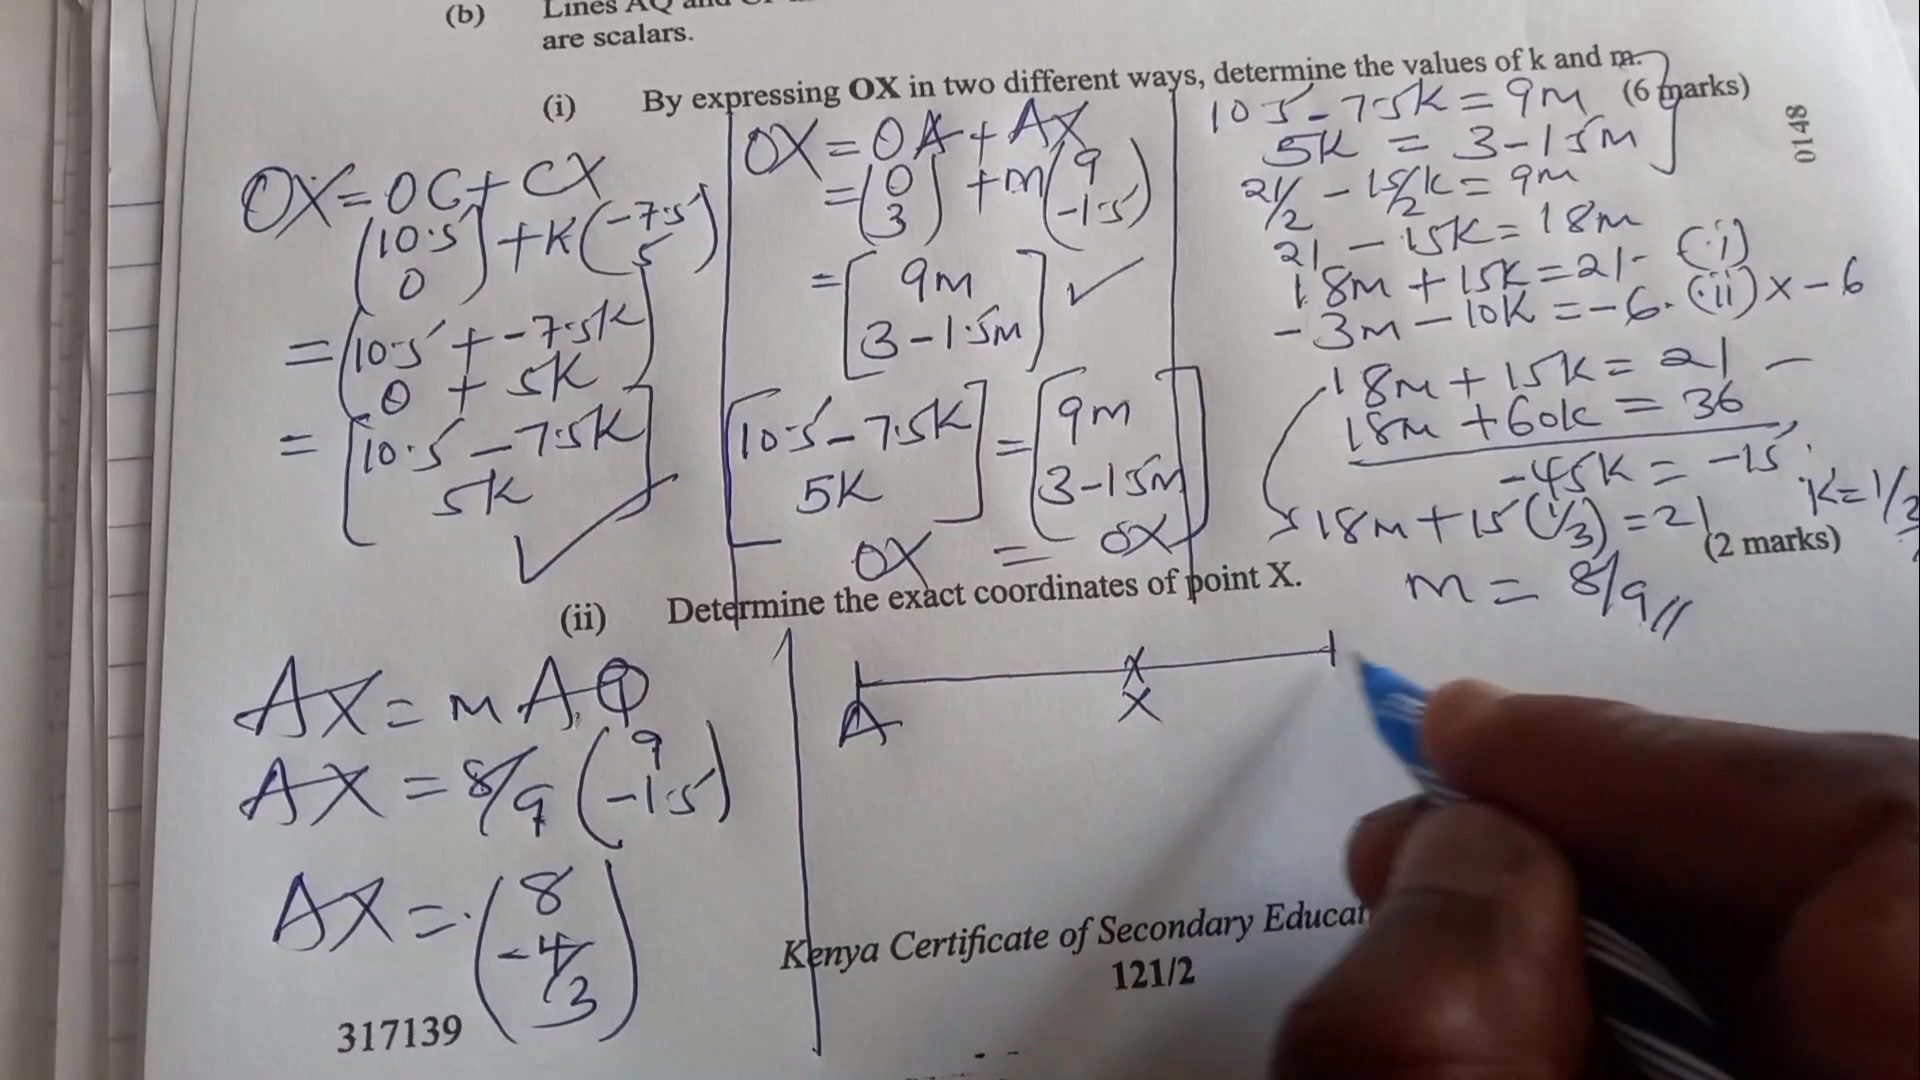 (b) Lines AQ and
are scalars.
(i) By expressing OX in two different ways, determine the values of k and m.
(6 marks)
0148
OX = OC + CX
(10.5 0) + K(-7.5 5)
= (10.5 + -7.5K
0 + 5K)
= [10.5 - 7.5K
5K]
OX = OA + AX
= (0 3) + m(9 -1.5)
= [9m
3 - 1.5m]
[10.5 - 7.5K 5K] = [9m 3 - 1.5m]
OX = OX
10.5 - 7.5K = 9m
5K = 3 - 1.5m
21/2 - 15/2K = 9m
21 - 15K = 18m
18m + 15K = 21 - (i)
-3m - 10K = -6. (ii) x - 6
18m + 15K = 21 -
18m + 60K = 36
-45K = -15
18m + 15(1/3) = 21
m = 8/9
(2 marks)
(ii) Determine the exact coordinates of point X.
AX = mAQ
AX = 8/9 (9 -1.5)
AX = (8 -4/3)
A X
Kenya Certificate of Secondary
121/2
317139